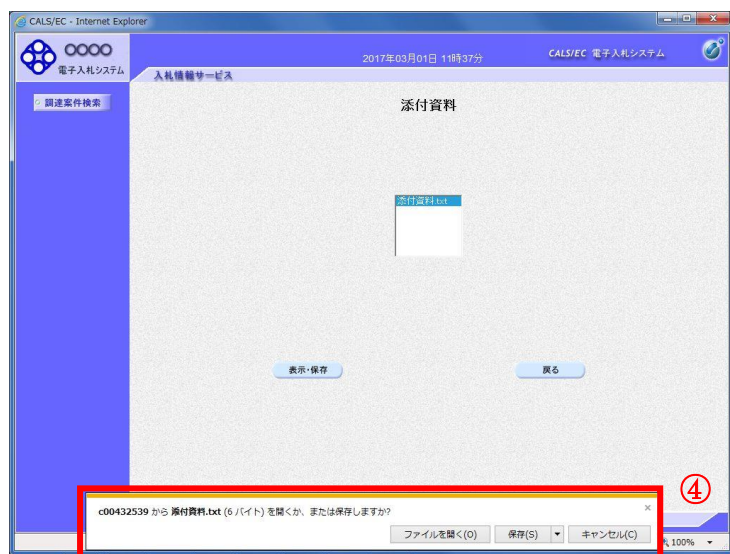 CALS/EC - Internet Explorer
○○○○
電子入札システム
2017年03月01日 11時37分
CALS/EC 電子入札システム
入札情報サービス
調達案件検索
添付資料
添付資料.txt
表示・保存
戻る
④
c00432539 から 添付資料.txt (6 バイト) を開くか、または保存しますか?
ファイルを開く(O) 保存(S) キャンセル(C)
100%